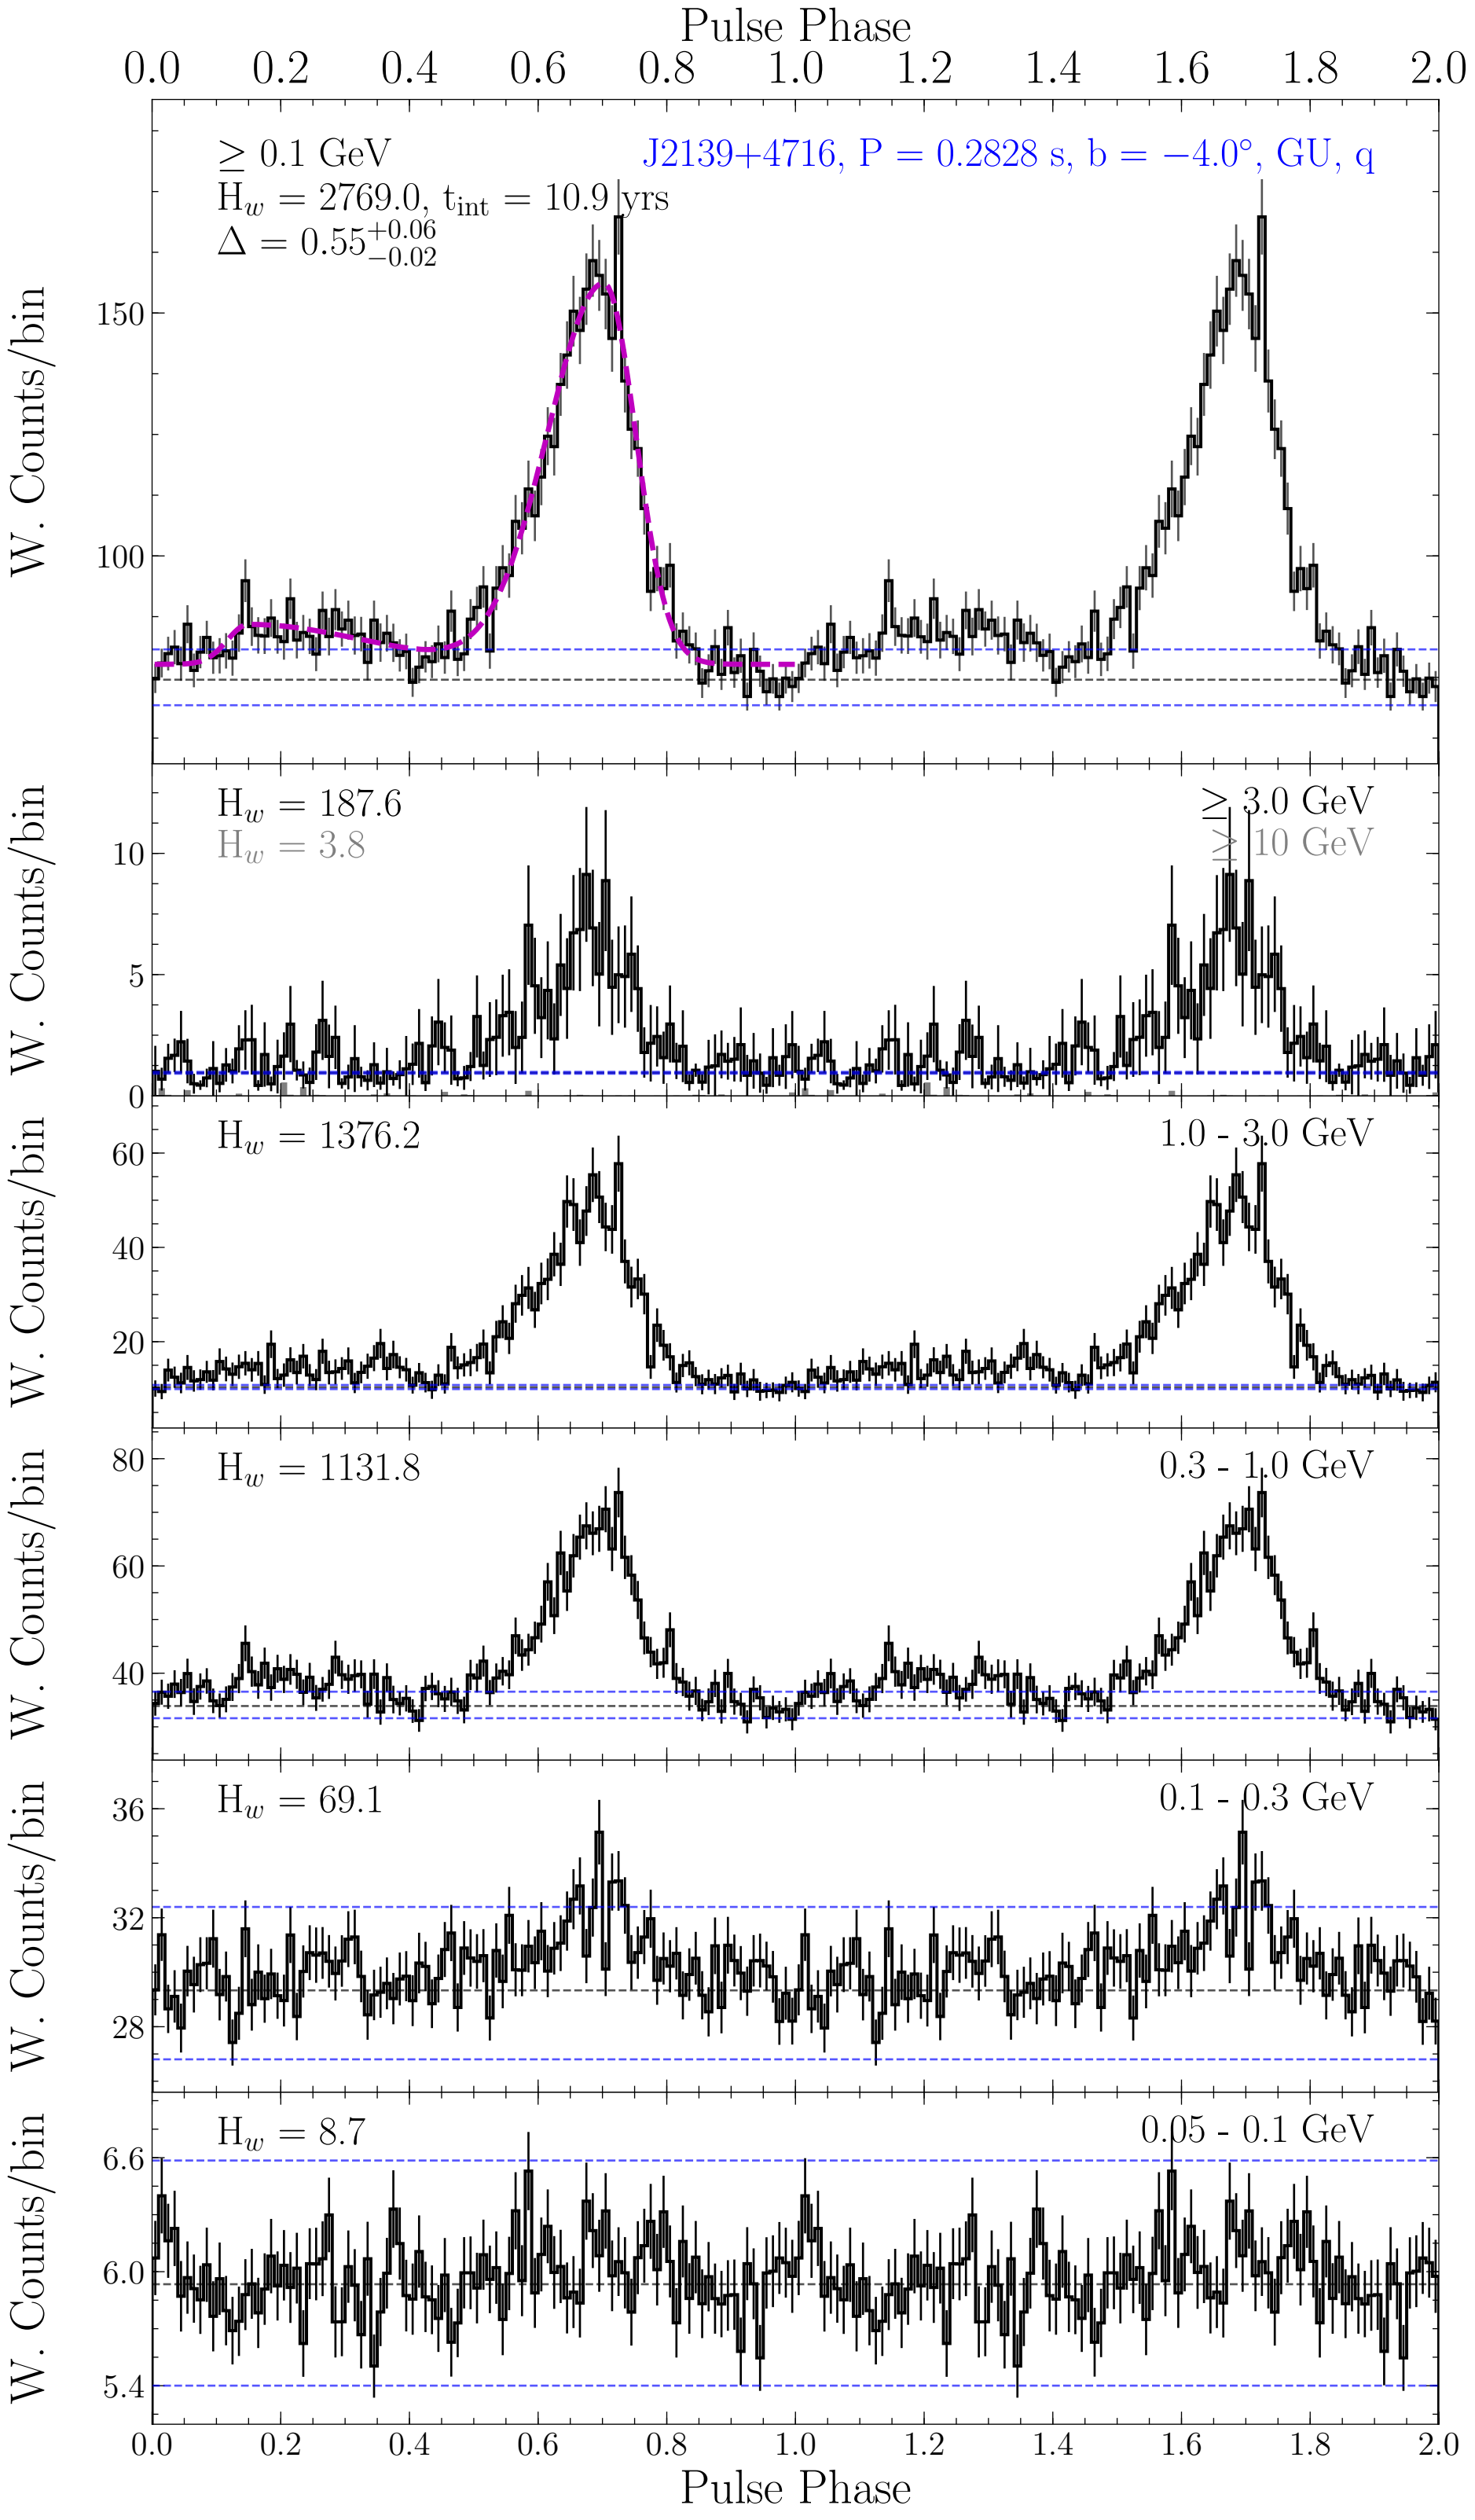 Pulse Phase
0.0 0.2 0.4 0.6 0.8 1.0 1.2 1.4 1.6 1.8 2.0
≥ 0.1 GeV
J2139+4716, P = 0.2828 s, b = −4.0°, GU, q
H_w = 2769.0, t_int = 10.9 yrs
Δ = 0.55 +0.06 −0.02
150
100
W. Counts/bin
H_w = 187.6
≥ 3.0 GeV
H_w = 3.8
≥ 10 GeV
10
5
0
W. Counts/bin
H_w = 1376.2
1.0 - 3.0 GeV
60
40
20
W. Counts/bin
H_w = 1131.8
0.3 - 1.0 GeV
80
60
40
W. Counts/bin
H_w = 69.1
0.1 - 0.3 GeV
36
32
28
W. Counts/bin
H_w = 8.7
0.05 - 0.1 GeV
6.6
6.0
5.4
W. Counts/bin
0.0 0.2 0.4 0.6 0.8 1.0 1.2 1.4 1.6 1.8 2.0
Pulse Phase